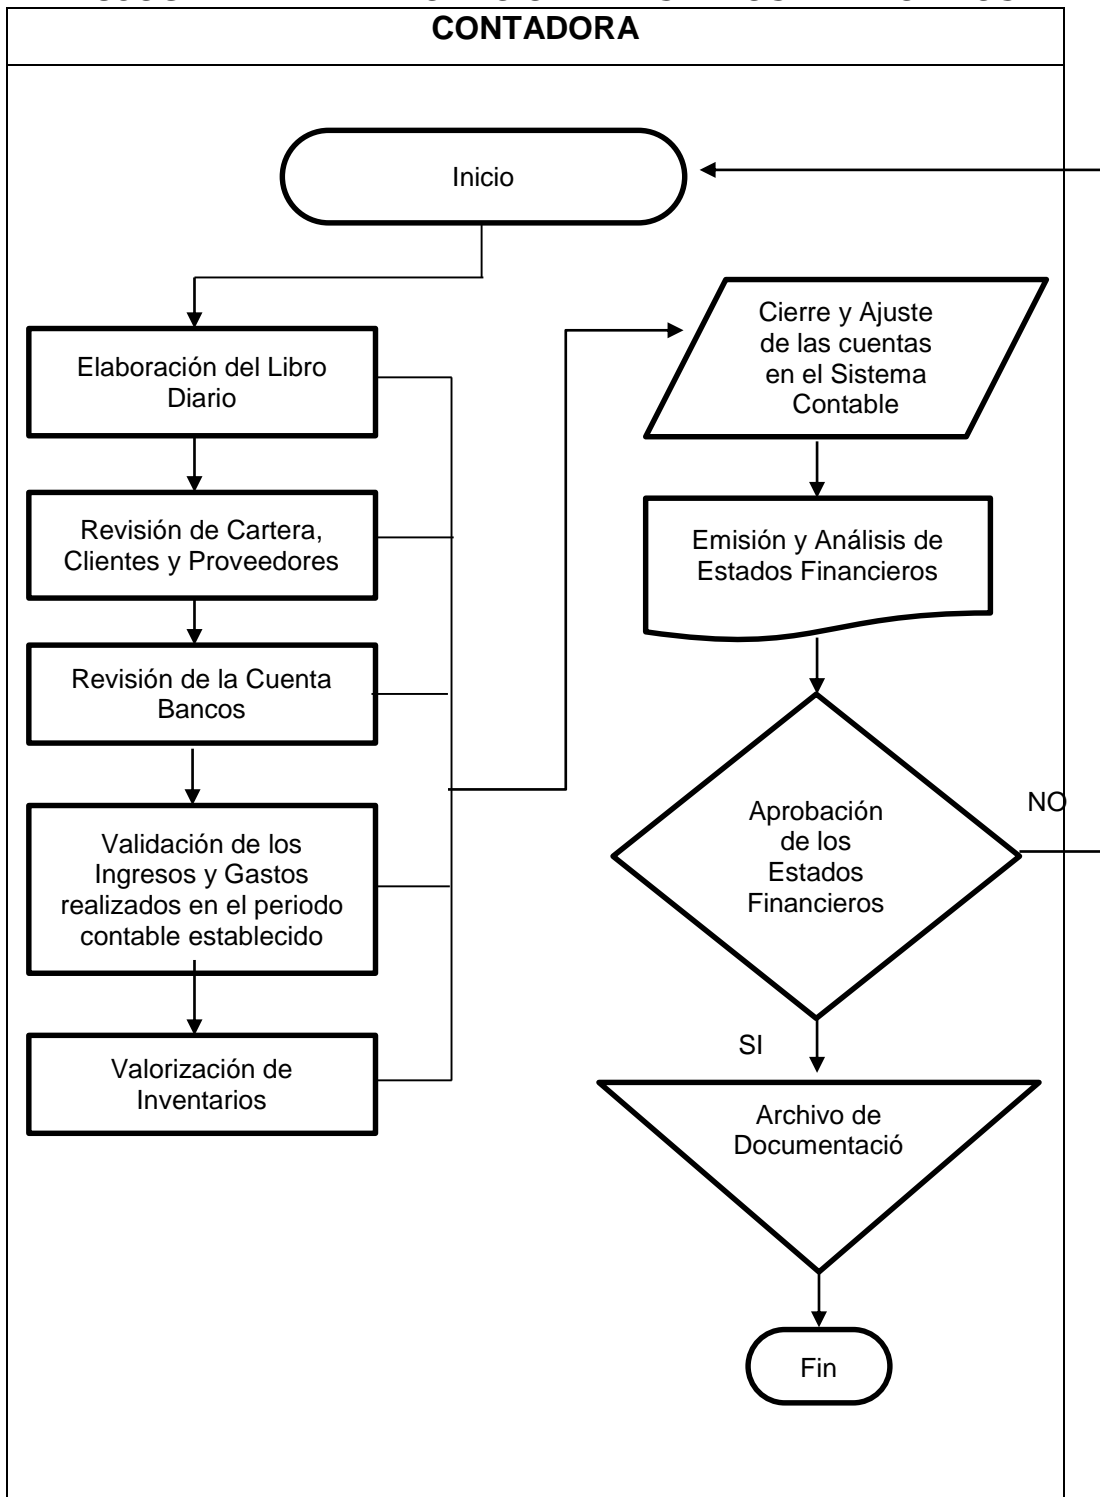 CONTADORA
Inicio
Elaboración del Libro
Diario
Revisión de Cartera,
Clientes y Proveedores
Revisión de la Cuenta
Bancos
Validación de los
Ingresos y Gastos
realizados en el periodo
contable establecido
Valorización de
Inventarios
Cierre y Ajuste
de las cuentas
en el Sistema
Contable
Emisión y Análisis de
Estados Financieros
Aprobación
de los
Estados
Financieros
NO
SI
Archivo de
Documentació
Fin